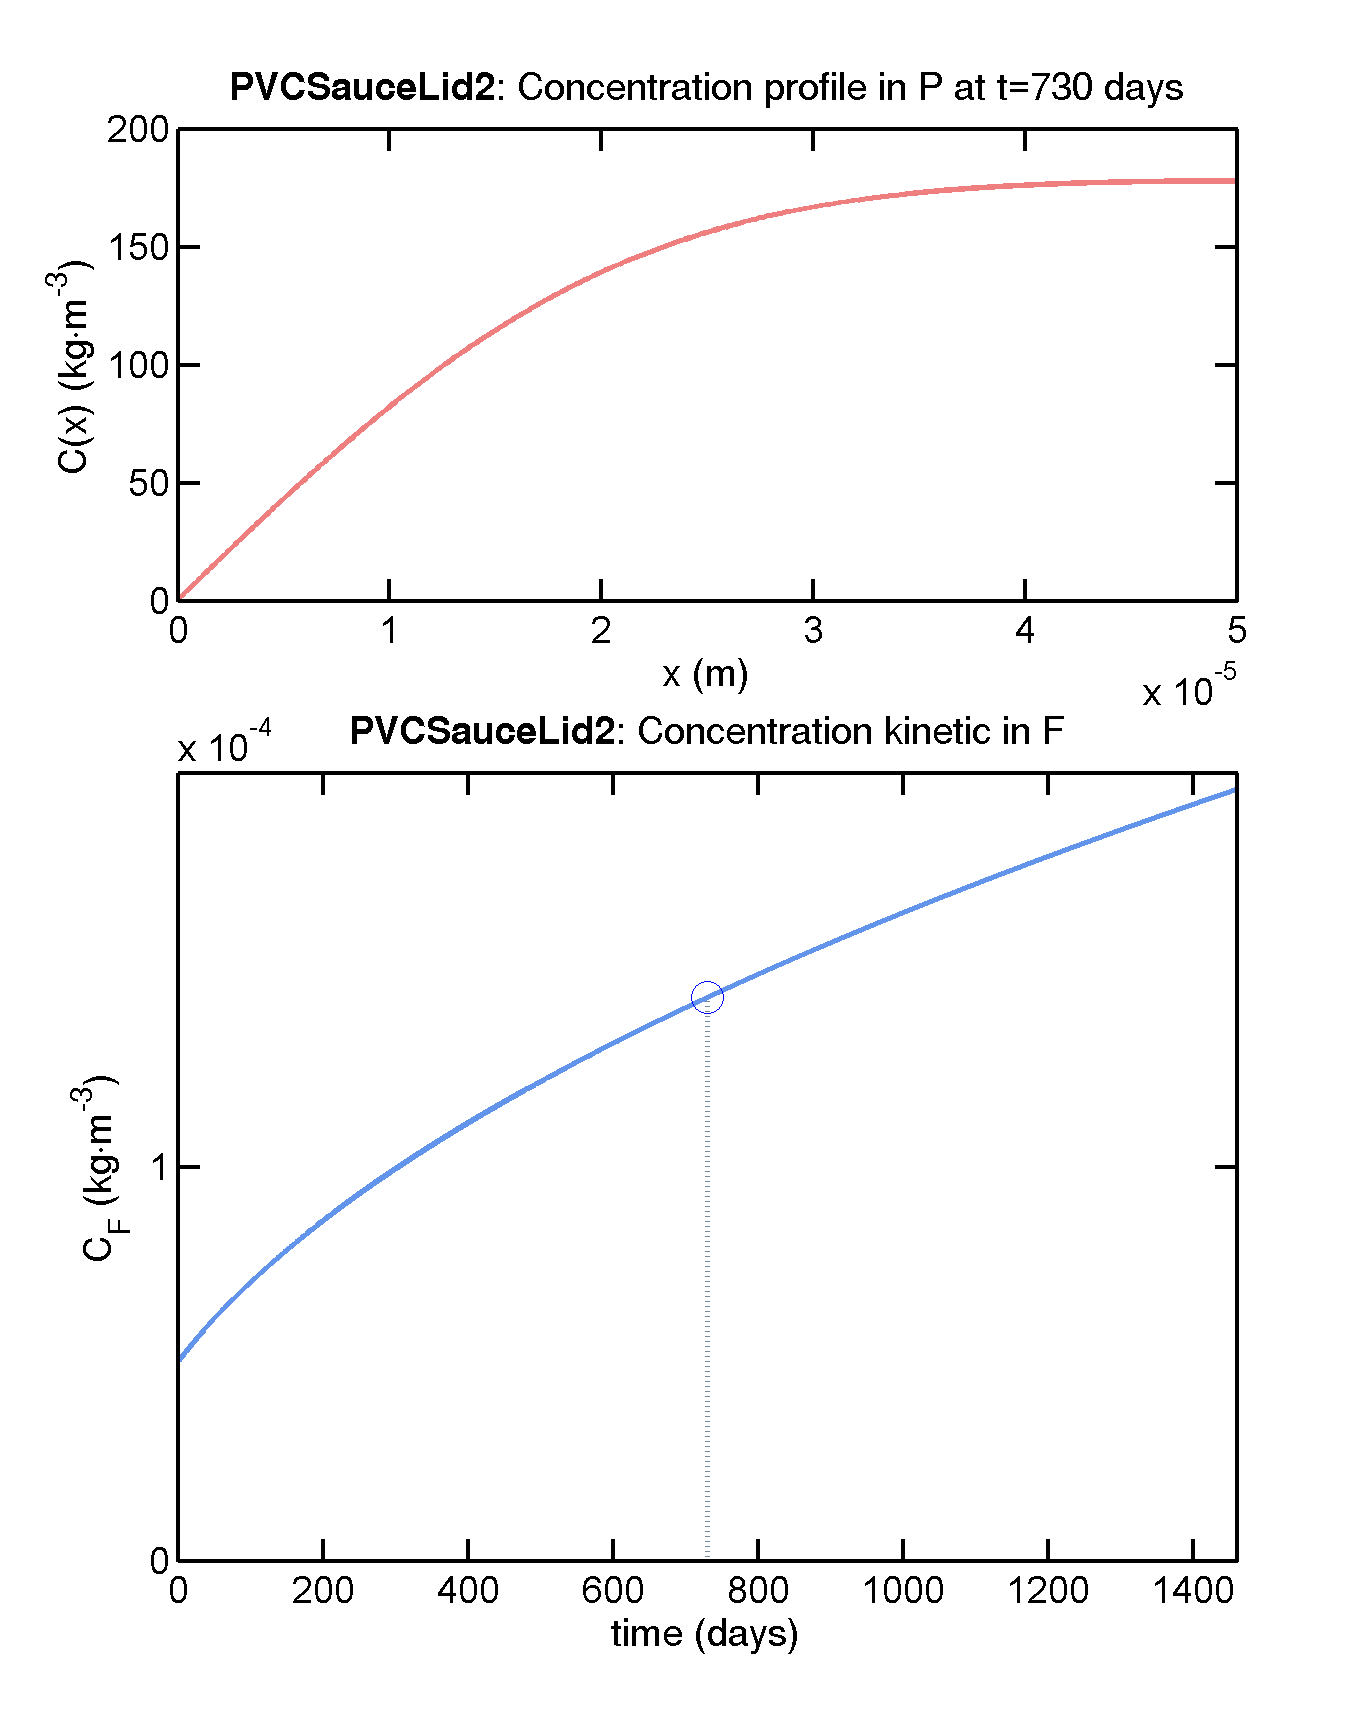 PVCSauceLid2: Concentration profile in P at t=730 days
200
150
100
50
0
C(x) (kg·m⁻³)
0 1 2 3 4 5
x (m)
x 10⁻⁵
PVCSauceLid2: Concentration kinetic in F
x 10⁻⁴
1
0
C_F (kg·m⁻³)
0 200 400 600 800 1000 1200 1400
time (days)